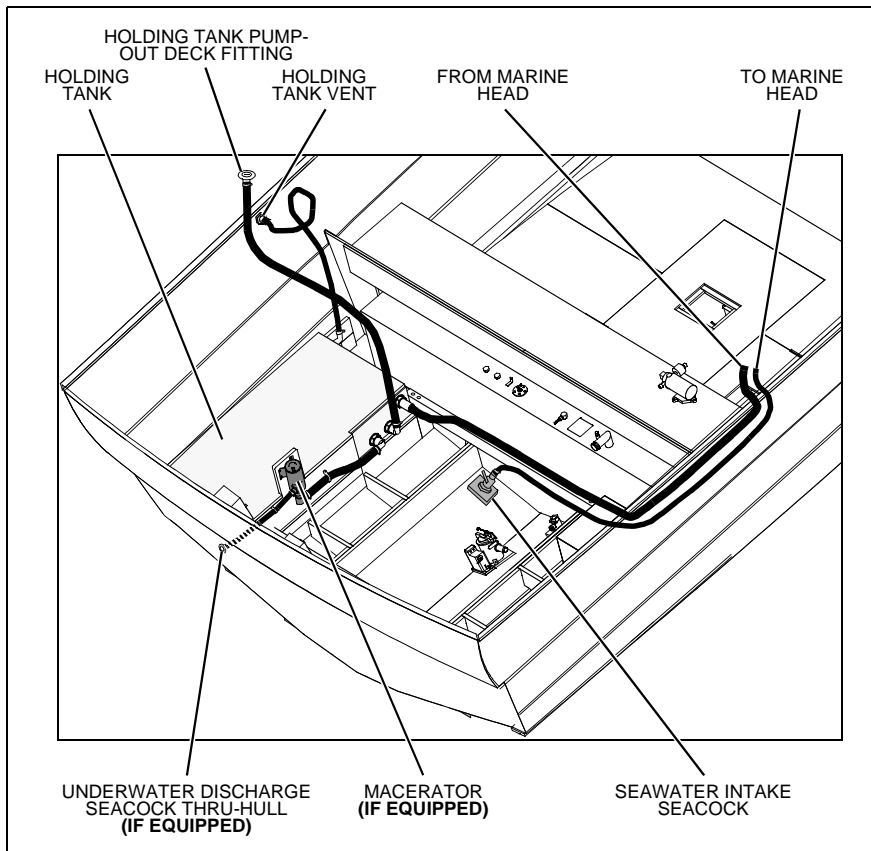 HOLDING TANK PUMP-
OUT DECK FITTING
HOLDING
TANK
HOLDING
TANK VENT
FROM MARINE
HEAD
TO MARINE
HEAD
UNDERWATER DISCHARGE
SEACOCK THRU-HULL
(IF EQUIPPED)
MACERATOR
(IF EQUIPPED)
SEAWATER INTAKE
SEACOCK